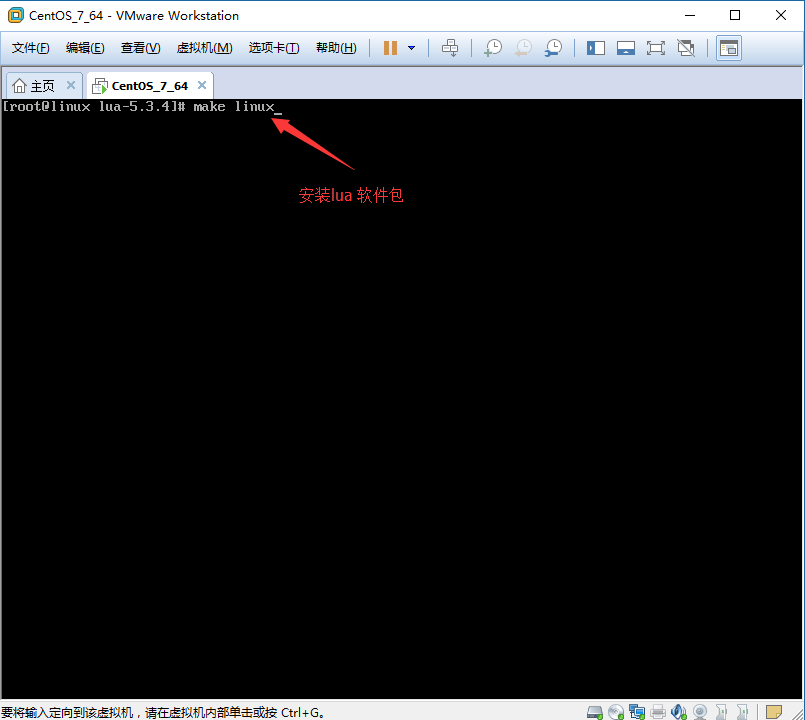 CentOS_7_64 - VMware Workstation
文件(F) 编辑(E) 查看(V) 虚拟机(M) 选项卡(T) 帮助(H)
主页 CentOS_7_64
[root@linux lua-5.3.4]# make linux_
安装lua 软件包
要将输入定向到该虚拟机，请在虚拟机内部单击或按 Ctrl+G。